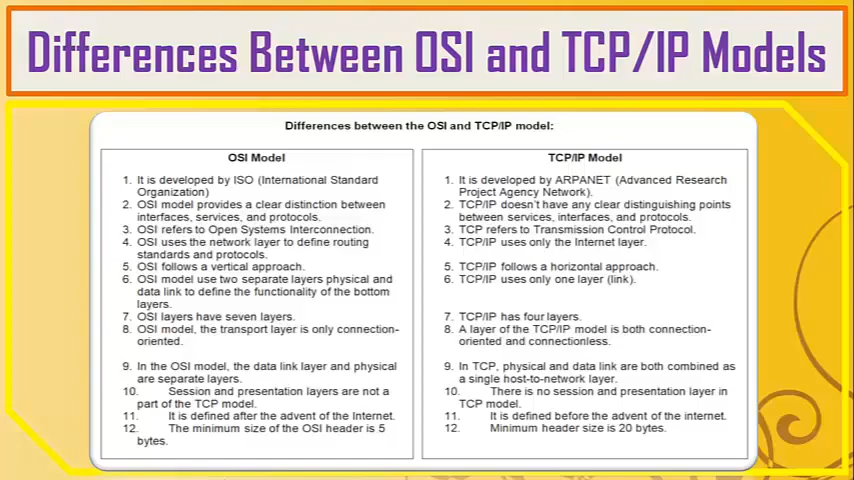 Differences Between OSI and TCP/IP Models
Differences between the OSI and TCP/IP model:
OSI Model
1. It is developed by ISO (International Standard
Organization)
2. OSI model provides a clear distinction between
interfaces, services, and protocols.
3. OSI refers to Open Systems Interconnection.
4. OSI uses the network layer to define routing
standards and protocols.
5. OSI follows a vertical approach.
6. OSI model use two separate layers physical and
data link to define the functionality of the bottom
layers.
7. OSI layers have seven layers.
8. OSI model, the transport layer is only connection-
oriented.
9. In the OSI model, the data link layer and physical
are separate layers.
10. Session and presentation layers are not a
part of the TCP model.
11. It is defined after the advent of the Internet.
12. The minimum size of the OSI header is 5
bytes.
TCP/IP Model
1. It is developed by ARPANET (Advanced Research
Project Agency Network).
2. TCP/IP doesn't have any clear distinguishing points
between services, interfaces, and protocols.
3. TCP refers to Transmission Control Protocol.
4. TCP/IP uses only the Internet layer.
5. TCP/IP follows a horizontal approach.
6. TCP/IP uses only one layer (link).
7. TCP/IP has four layers.
8. A layer of the TCP/IP model is both connection-
oriented and connectionless.
9. In TCP, physical and data link are both combined as
a single host-to-network layer.
10. There is no session and presentation layer in
TCP model.
11. It is defined before the advent of the internet.
12. Minimum header size is 20 bytes.